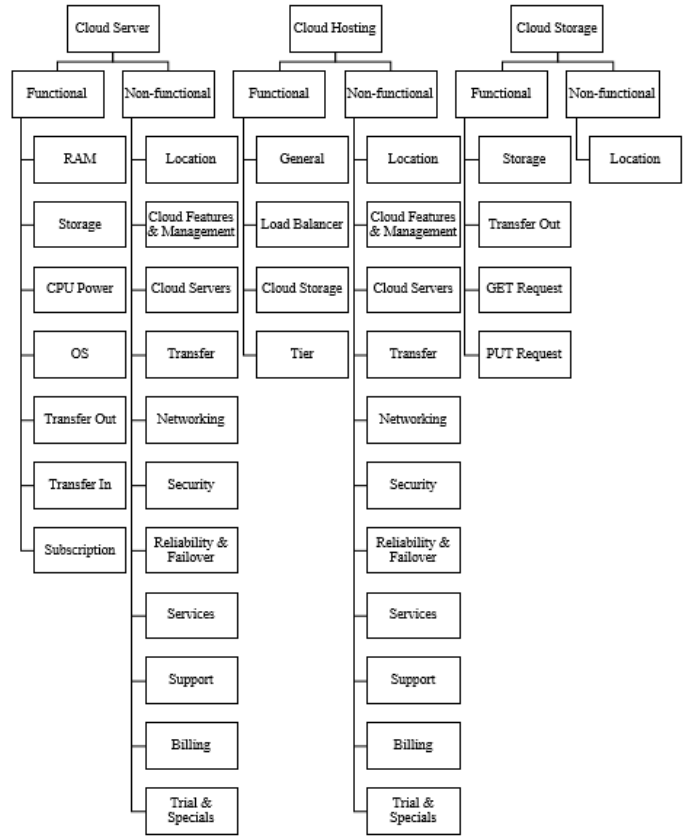 Cloud Server
Cloud Hosting
Cloud Storage
Functional
Non-functional
Functional
Non-functional
Functional
Non-functional
RAM
Location
General
Location
Storage
Location
Storage
Cloud Features
& Management
Load Balancer
Cloud Features
& Management
Transfer Out
CPU Power
Cloud Servers
Cloud Storage
Cloud Servers
GET Request
OS
Transfer
Tier
Transfer
PUT Request
Transfer Out
Networking
Networking
Transfer In
Security
Security
Subscription
Reliability &
Failover
Reliability &
Failover
Services
Services
Support
Support
Billing
Billing
Trial &
Specials
Trial &
Specials